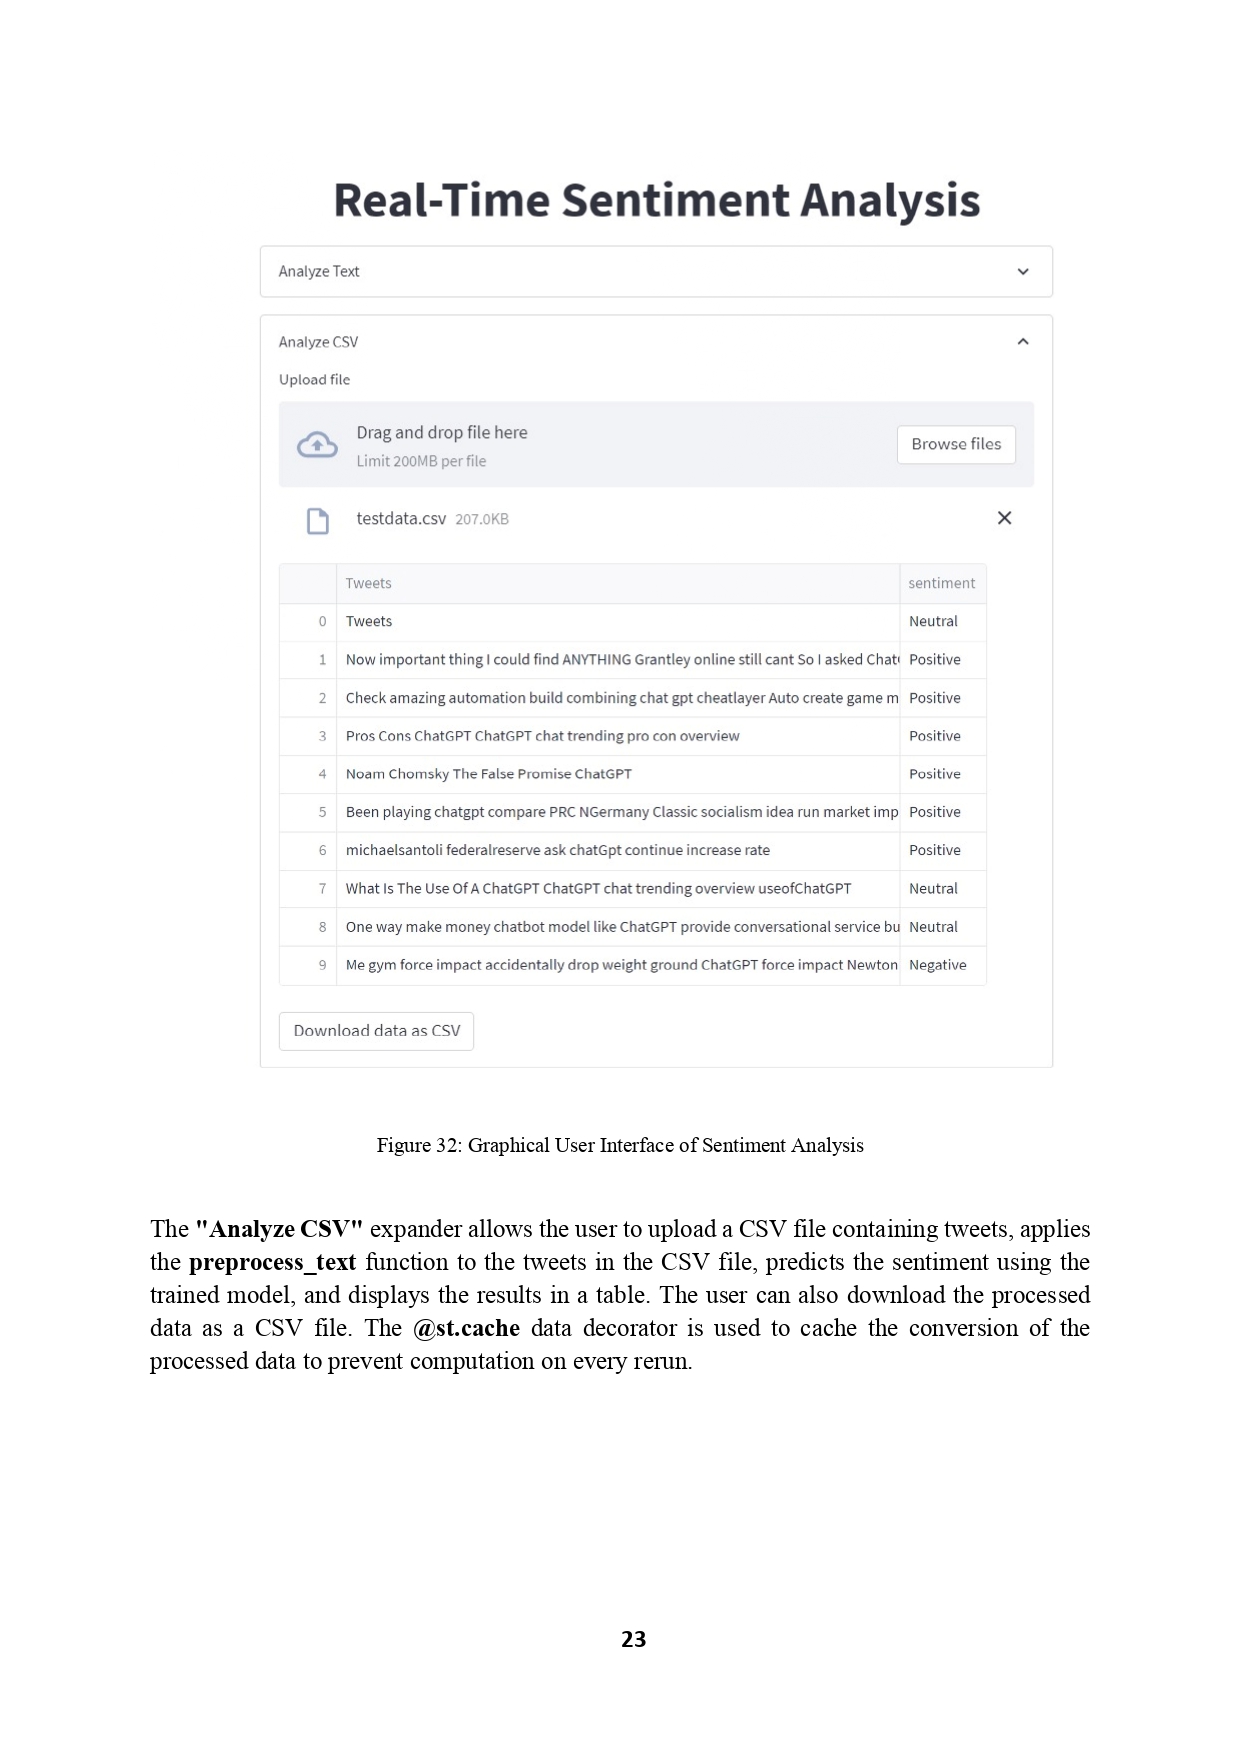 Real-Time Sentiment Analysis
Analyze Text
Analyze CSV
Upload file
Drag and drop file here
Limit 200MB per file
Browse files
testdata.csv 207.0KB
Tweets sentiment
0 Tweets Neutral
1 Now important thing I could find ANYTHING Grantley online still cant So I asked Chat Positive
2 Check amazing automation build combining chat gpt cheatlayer Auto create game m Positive
3 Pros Cons ChatGPT ChatGPT chat trending pro con overview Positive
4 Noam Chomsky The False Promise ChatGPT Positive
5 Been playing chatgpt compare PRC NGermany Classic socialism idea run market imp Positive
6 michaelsantoli federalreserve ask chatGpt continue increase rate Positive
7 What Is The Use Of A ChatGPT ChatGPT chat trending overview useofChatGPT Neutral
8 One way make money chatbot model like ChatGPT provide conversational service bu Neutral
9 Me gym force impact accidentally drop weight ground ChatGPT force impact Newton Negative
Download data as CSV
Figure 32: Graphical User Interface of Sentiment Analysis
The "Analyze CSV" expander allows the user to upload a CSV file containing tweets, applies
the preprocess_text function to the tweets in the CSV file, predicts the sentiment using the
trained model, and displays the results in a table. The user can also download the processed
data as a CSV file. The @st.cache data decorator is used to cache the conversion of the
processed data to prevent computation on every rerun.
23